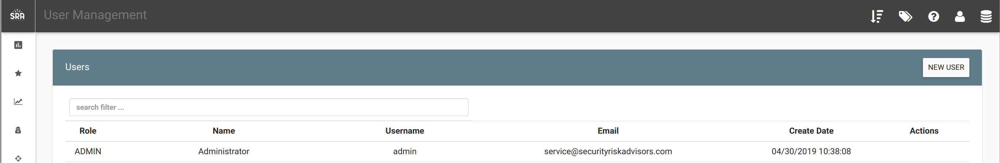 SRA
User Management
Users
NEW USER
search filter ...
Role Name Username Email Create Date Actions
ADMIN Administrator admin service@securityriskadvisors.com 04/30/2019 10:38:08